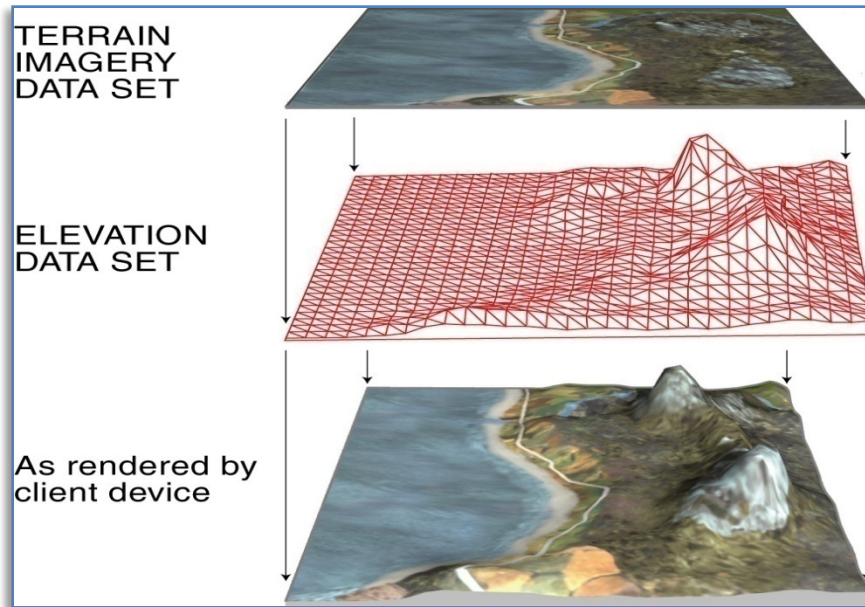 TERRAIN
IMAGERY
DATA SET
ELEVATION
DATA SET
As rendered by
client device